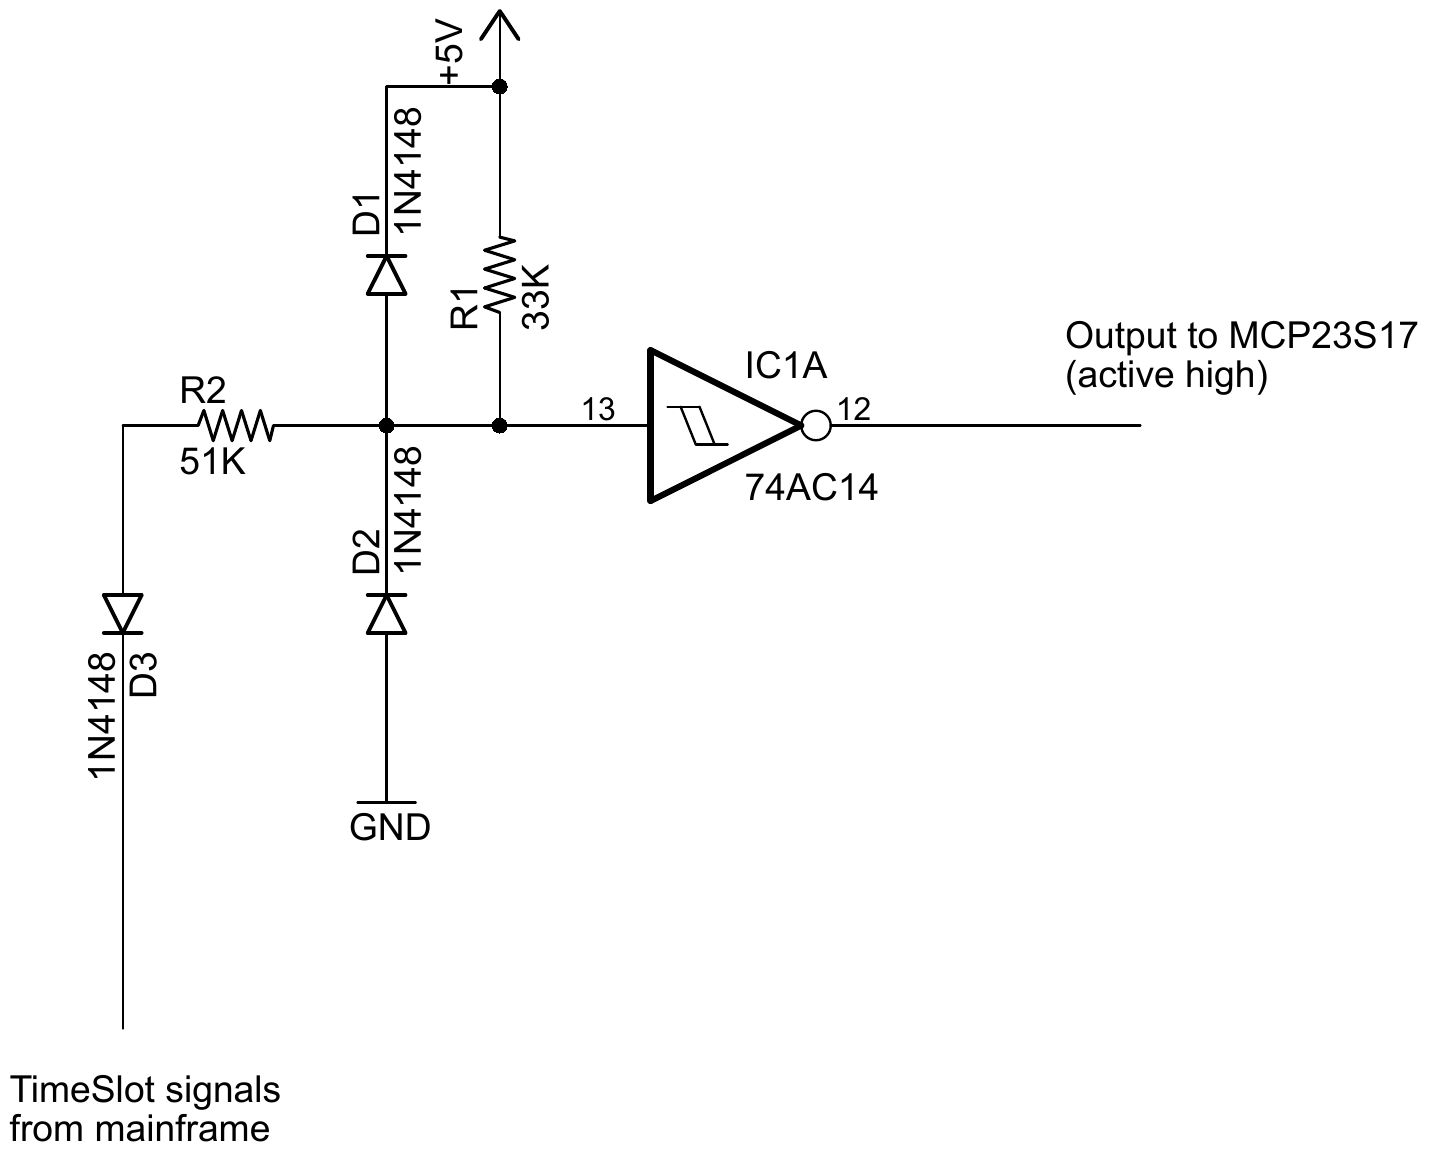 +5V
D1
1N4148
R1
33K
R2
51K
13
IC1A
12
74AC14
Output to MCP23S17
(active high)
D2
1N4148
1N4148
D3
GND
TimeSlot signals
from mainframe